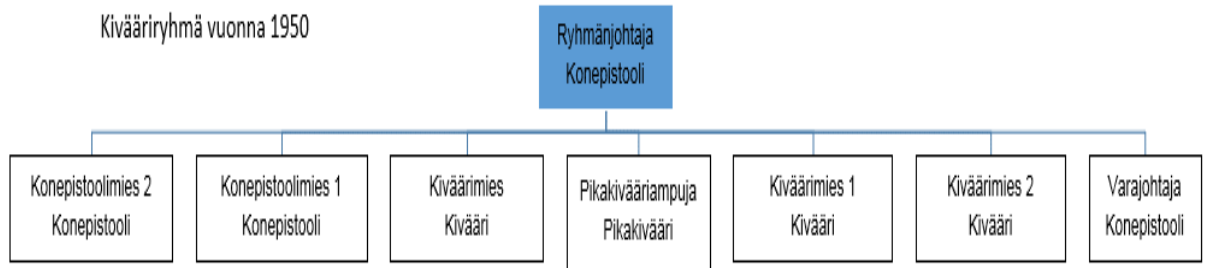 Kivääriryhmä vuonna 1950
Ryhmänjohtaja
Konepistooli
Konepistoolimies 2
Konepistooli
Konepistoolimies 1
Konepistooli
Kiväärimies
Kivääri
Pikakivääriampuja
Pikakivääri
Kiväärimies 1
Kivääri
Kiväärimies 2
Kivääri
Varajohtaja
Konepistooli